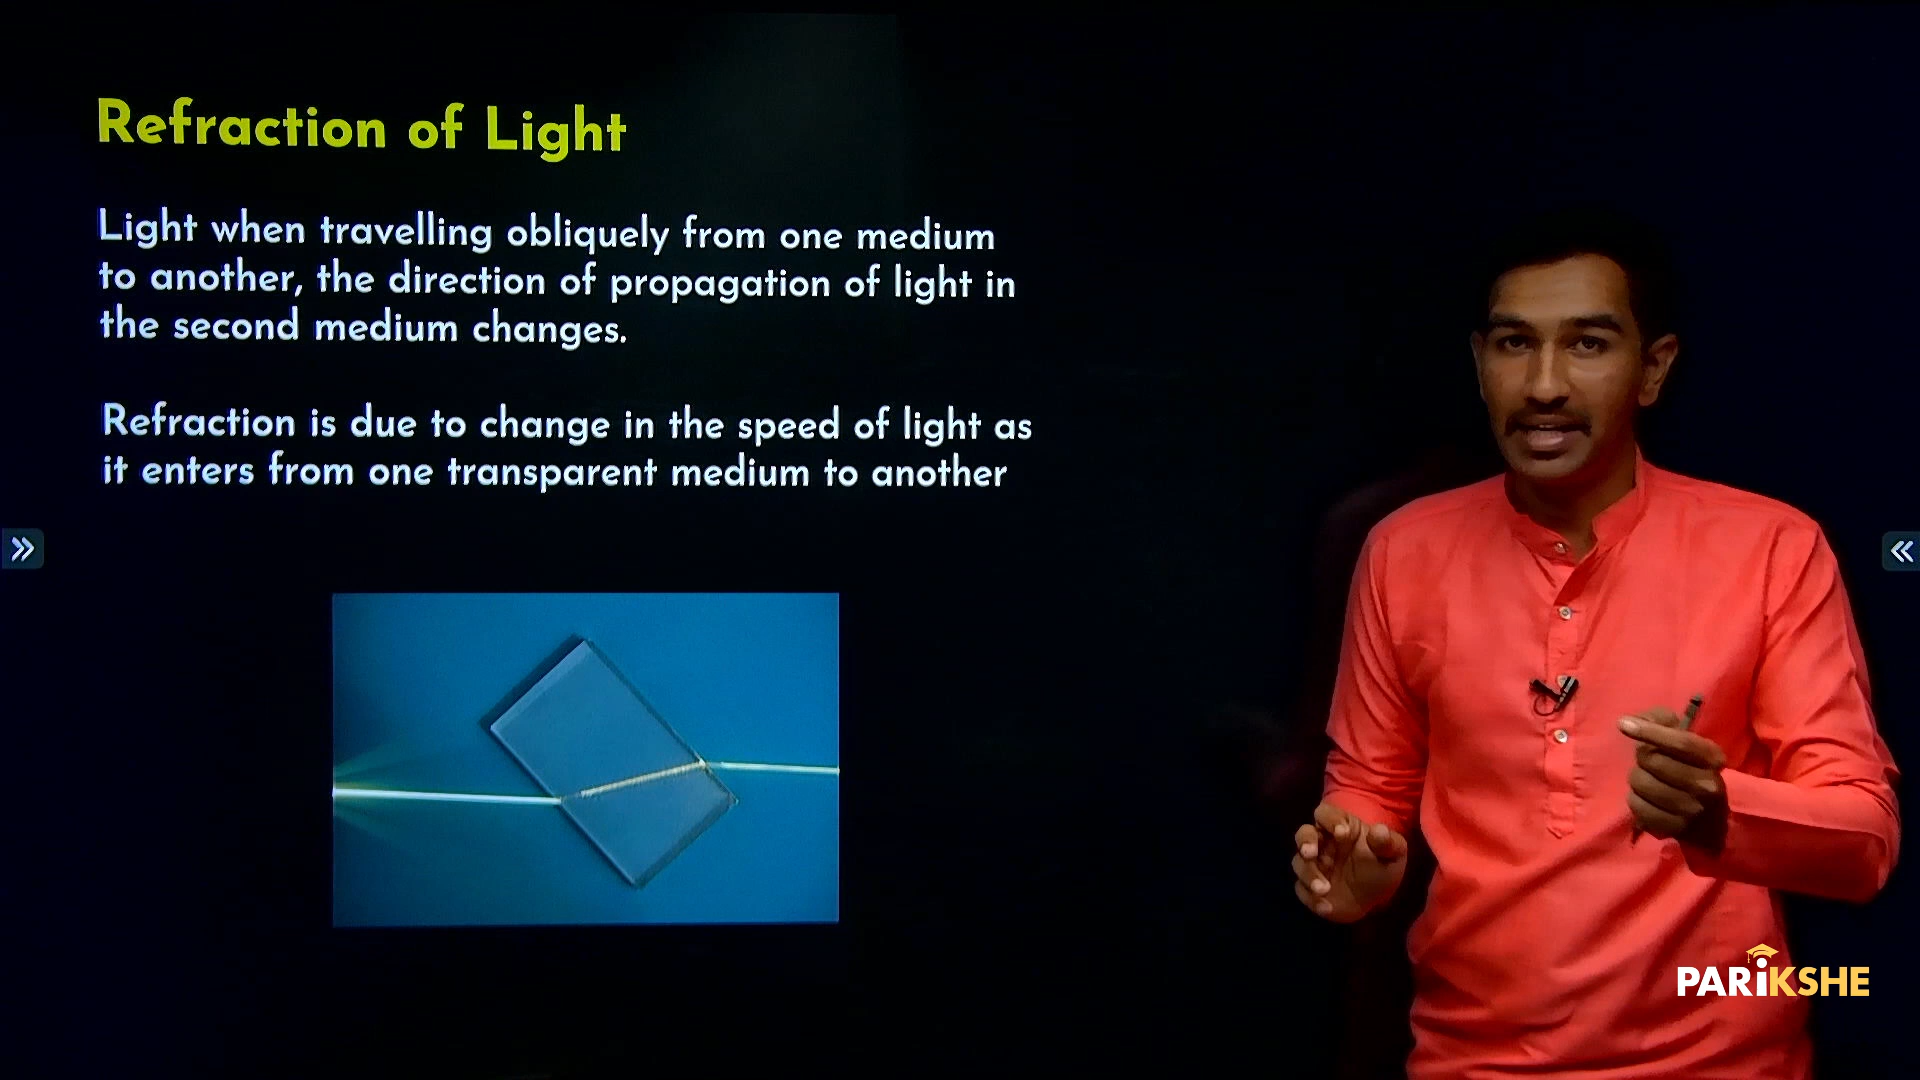 Refraction of Light
Light when travelling obliquely from one medium
to another, the direction of propagation of light in
the second medium changes.
Refraction is due to change in the speed of light as
it enters from one transparent medium to another
PARiKSHE